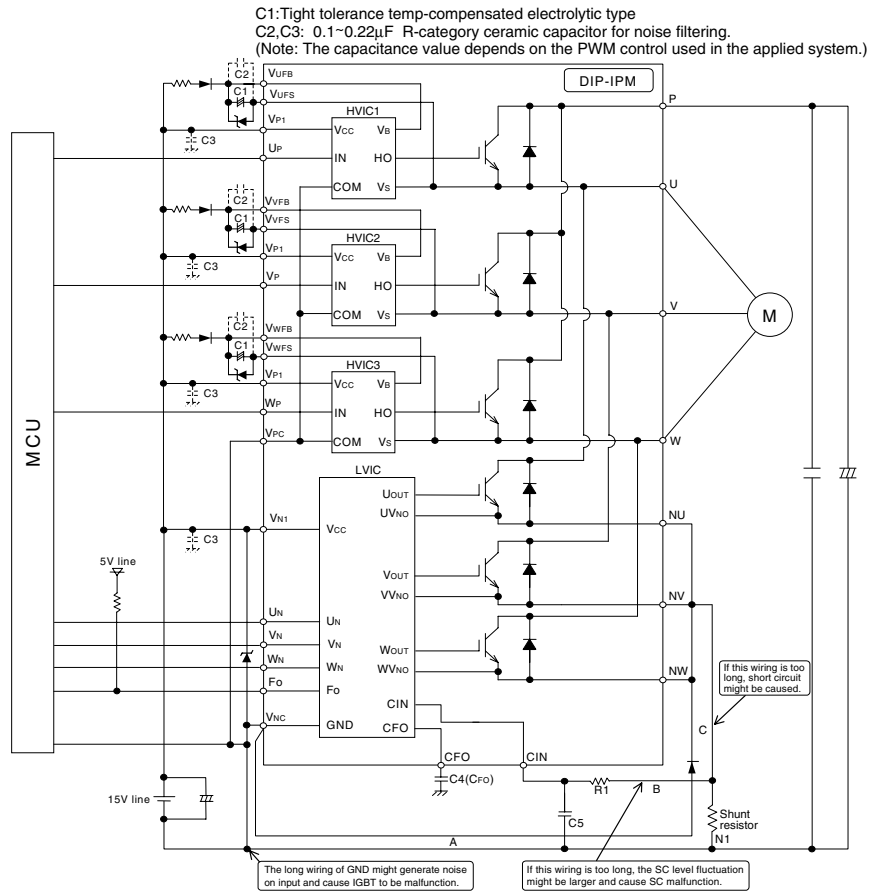 C1:Tight tolerance temp-compensated electrolytic type
C2,C3: 0.1~0.22μF R-category ceramic capacitor for noise filtering.
(Note: The capacitance value depends on the PWM control used in the applied system.)
DIP-IPM
C2
C1
VUFB
VUFS
VP1
C3
UP
HVIC1
VCC
VB
IN
HO
COM
VS
P
U
C2
C1
VVFB
VVFS
VP1
C3
VP
HVIC2
VCC
VB
IN
HO
COM
VS
V
M
C2
C1
VWFB
VWFS
VP1
C3
WP
VPC
HVIC3
VCC
VB
IN
HO
COM
VS
W
MCU
LVIC
UOUT
UVNO
NU
VN1
VCC
C3
5V line
VOUT
VVNO
NV
UN
UN
VN
VN
WN
WN
WOUT
WVNO
NW
FO
FO
If this wiring is too
long, short circuit
might be caused.
CIN
VNC
GND
CFO
C
CFO
CIN
C4(CFO)
R1
B
15V line
C5
Shunt
resistor
N1
A
The long wiring of GND might generate noise
on input and cause IGBT to be malfunction.
If this wiring is too long, the SC level fluctuation
might be larger and cause SC malfunction.